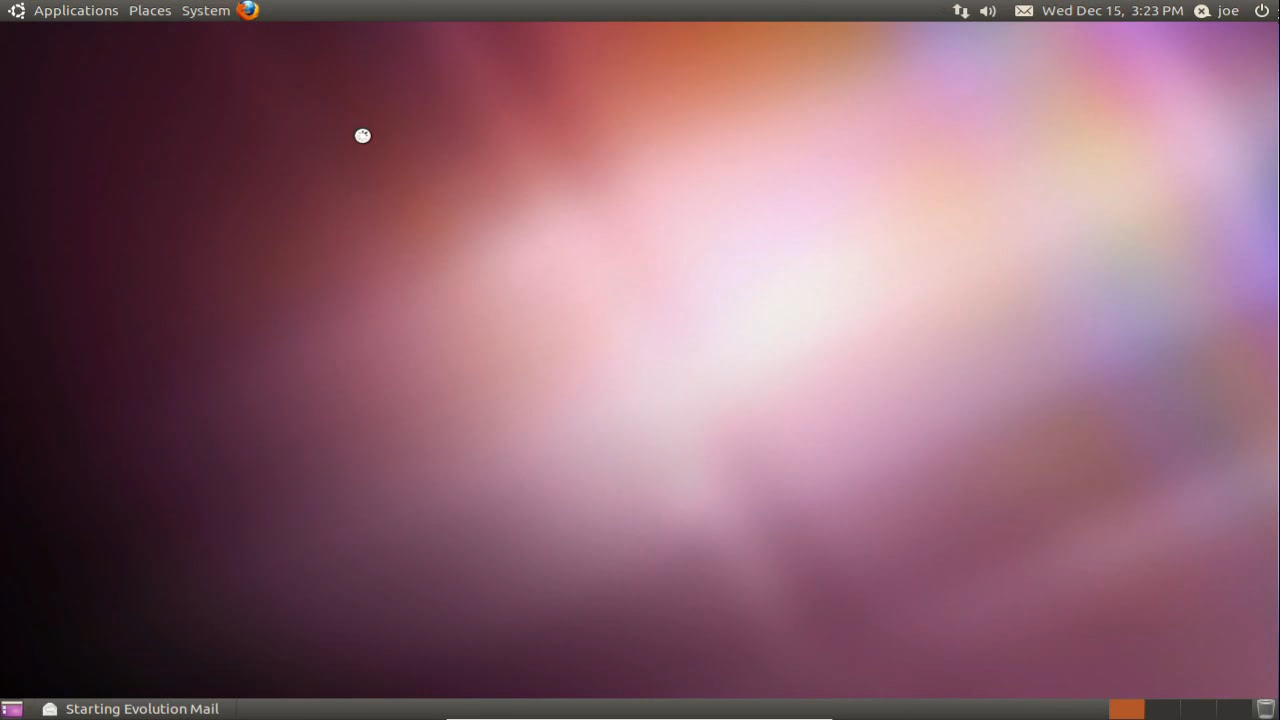 Applications Places System Wed Dec 15, 3:23 PM joe
Starting Evolution Mail